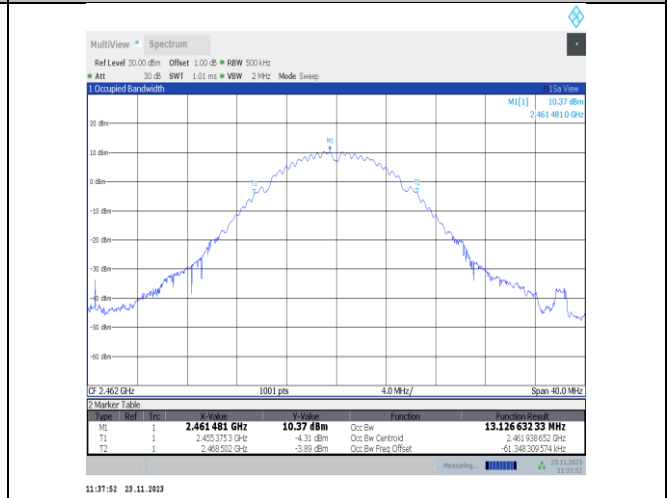 MultiView Spectrum
Ref Level 30.00 dBm Offset 1.00 dB RBW 500 kHz
Att 30 dB SWT 1.01 ms VBW 2 MHz Mode Sweep
1 Occupied Bandwidth 1Sa View
M1[1] 10.37 dBm
2.461 4810 GHz
20 dBm
M1
10 dBm
0 dBm
-10 dBm
-20 dBm
-30 dBm
-40 dBm
-50 dBm
-60 dBm
CF 2.462 GHz 1001 pts 4.0 MHz/ Span 40.0 MHz
2 Marker Table
Type Ref Trc X-Value Y-Value Function Function Result
M1 1 2.461 481 GHz 10.37 dBm Occ Bw 13.126 632 33 MHz
T1 1 2.455 375 3 GHz -4.31 dBm Occ Bw Centroid 2.461 938 652 GHz
T2 1 2.468 502 GHz -3.89 dBm Occ Bw Freq Offset -61.348 309 574 kHz
Measuring... 23.11.2023
11:37:52
11:37:52 23.11.2023